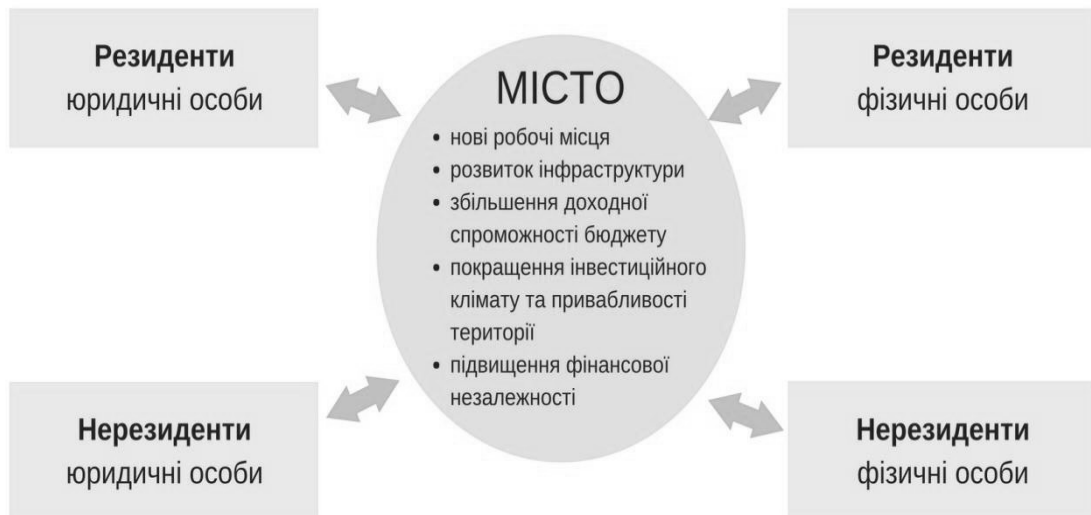 Резиденти
юридичні особи
МІСТО
• нові робочі місця
• розвиток інфраструктури
• збільшення доходної
спроможності бюджету
• покращення інвестиційного
клімату та привабливості
території
• підвищення фінансової
незалежності
Резиденти
фізичні особи
Нерезиденти
юридичні особи
Нерезиденти
фізичні особи